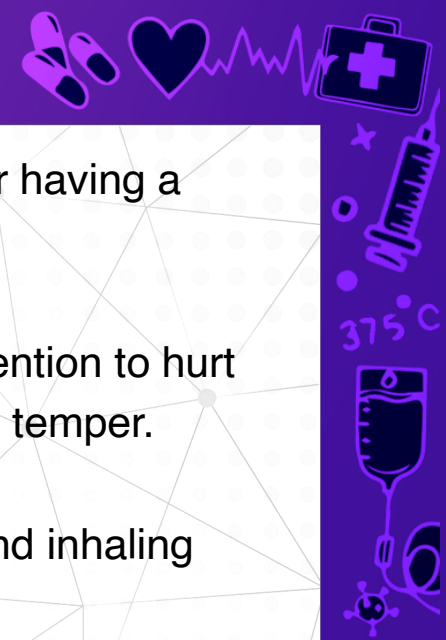 r having a
ention to hurt
temper.
nd inhaling
375°C